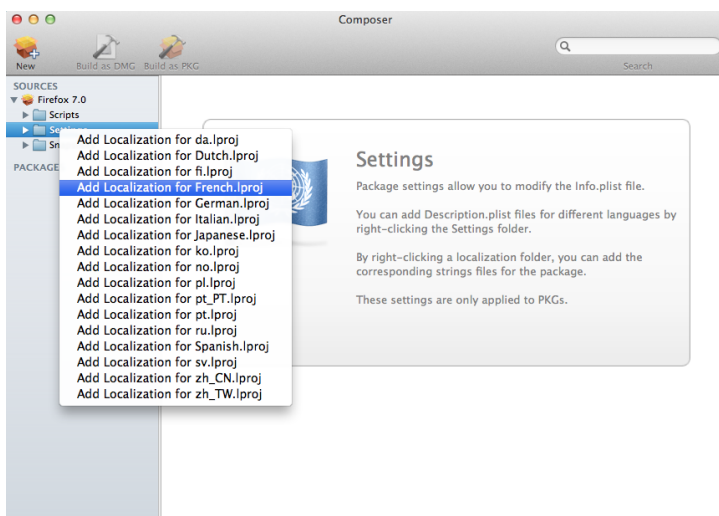 Composer
New
Build as DMG
Build as PKG
Search
SOURCES
Firefox 7.0
Scripts
Add Localization for da.lproj
Add Localization for Dutch.lproj
Add Localization for fi.lproj
Add Localization for French.lproj
Add Localization for German.lproj
Add Localization for Italian.lproj
Add Localization for Japanese.lproj
Add Localization for ko.lproj
Add Localization for no.lproj
Add Localization for pl.lproj
Add Localization for pt_PT.lproj
Add Localization for pt.lproj
Add Localization for ru.lproj
Add Localization for Spanish.lproj
Add Localization for sv.lproj
Add Localization for zh_CN.lproj
Add Localization for zh_TW.lproj
Settings
Package settings allow you to modify the Info.plist file.
You can add Description.plist files for different languages by
right-clicking the Settings folder.
By right-clicking a localization folder, you can add the
corresponding strings files for the package.
These settings are only applied to PKGs.